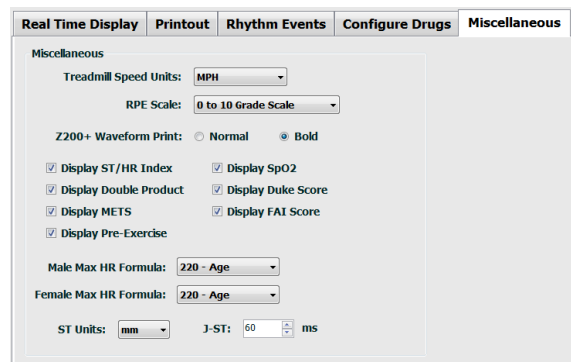 Real Time Display Printout Rhythm Events Configure Drugs Miscellaneous
Miscellaneous
Treadmill Speed Units: MPH
RPE Scale: 0 to 10 Grade Scale
Z200+ Waveform Print: Normal Bold
Display ST/HR Index Display SpO2
Display Double Product Display Duke Score
Display METS Display FAI Score
Display Pre-Exercise
Male Max HR Formula: 220 - Age
Female Max HR Formula: 220 - Age
ST Units: mm J-ST: 60 ms